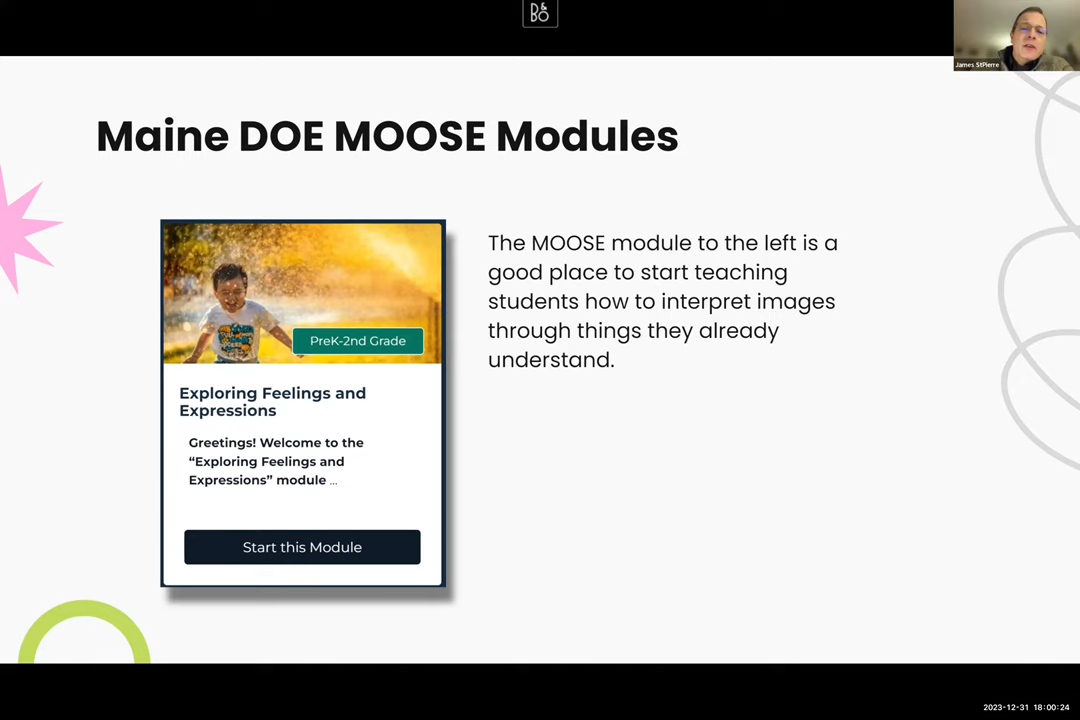 B&O
James StPierre
Maine DOE MOOSE Modules
PreK-2nd Grade
Exploring Feelings and
Expressions
Greetings! Welcome to the
“Exploring Feelings and
Expressions” module ...
Start this Module
The MOOSE module to the left is a
good place to start teaching
students how to interpret images
through things they already
understand.
2023-12-31 18:00:24